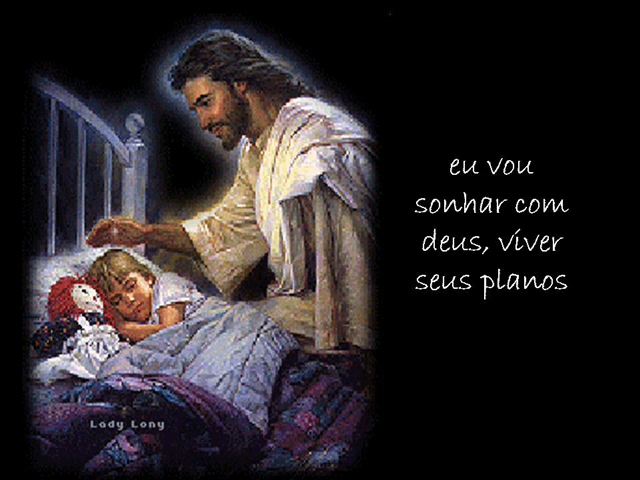 eu vou
sonhar com
deus, viver
seus planos
Lady Lony